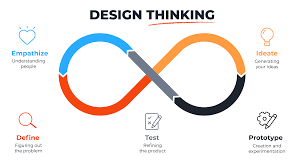 DESIGN THINKING
Empathize
Understanding
people
Ideate
Generating
your ideas
Define
Figuring out
the problem
Test
Refining
the product
Prototype
Creation and
experimentation